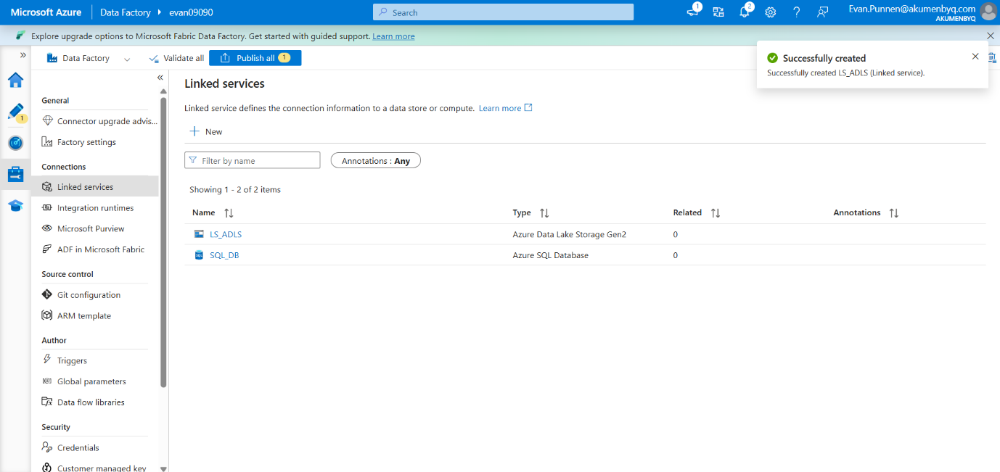 Microsoft Azure
Data Factory
evan09090
Search
1
2
Evan.Punnen@akumenbyq.com
AKUMENBYQ
Explore upgrade options to Microsoft Fabric Data Factory. Get started with guided support. Learn more
Data Factory
Validate all
Publish all 1
Successfully created
Successfully created LS_ADLS (Linked service).
1
General
Connector upgrade advis...
Factory settings
Connections
Linked services
Integration runtimes
Microsoft Purview
ADF in Microsoft Fabric
Source control
Git configuration
ARM template
Author
Triggers
Global parameters
Data flow libraries
Security
Credentials
Customer managed key
Linked services
Linked service defines the connection information to a data store or compute. Learn more
New
Filter by name
Annotations : Any
Showing 1 - 2 of 2 items
Name Type Related Annotations
LS_ADLS Azure Data Lake Storage Gen2 0
SQL SQL_DB Azure SQL Database 0